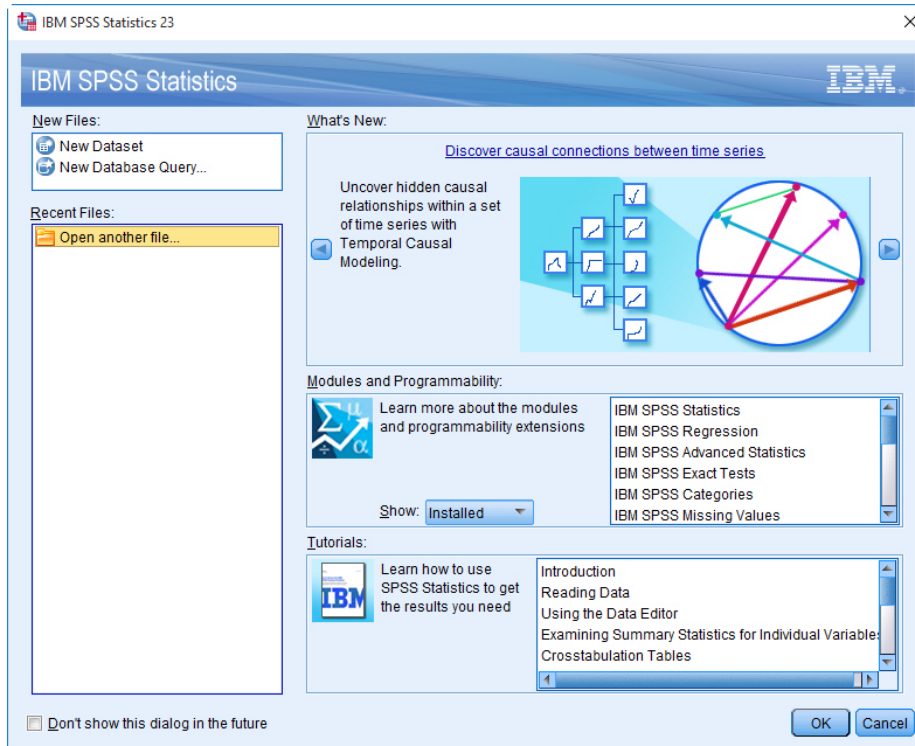 IBM SPSS Statistics 23
IBM SPSS Statistics
IBM
New Files:
New Dataset
New Database Query...
Recent Files:
Open another file...
What's New:
Discover causal connections between time series
Uncover hidden causal
relationships within a set
of time series with
Temporal Causal
Modeling.
Modules and Programmability:
Learn more about the modules
and programmability extensions
Show: Installed
IBM SPSS Statistics
IBM SPSS Regression
IBM SPSS Advanced Statistics
IBM SPSS Exact Tests
IBM SPSS Categories
IBM SPSS Missing Values
Tutorials:
IBM
Learn how to use
SPSS Statistics to get
the results you need
Introduction
Reading Data
Using the Data Editor
Examining Summary Statistics for Individual Variable
Crosstabulation Tables
Don't show this dialog in the future
OK
Cancel